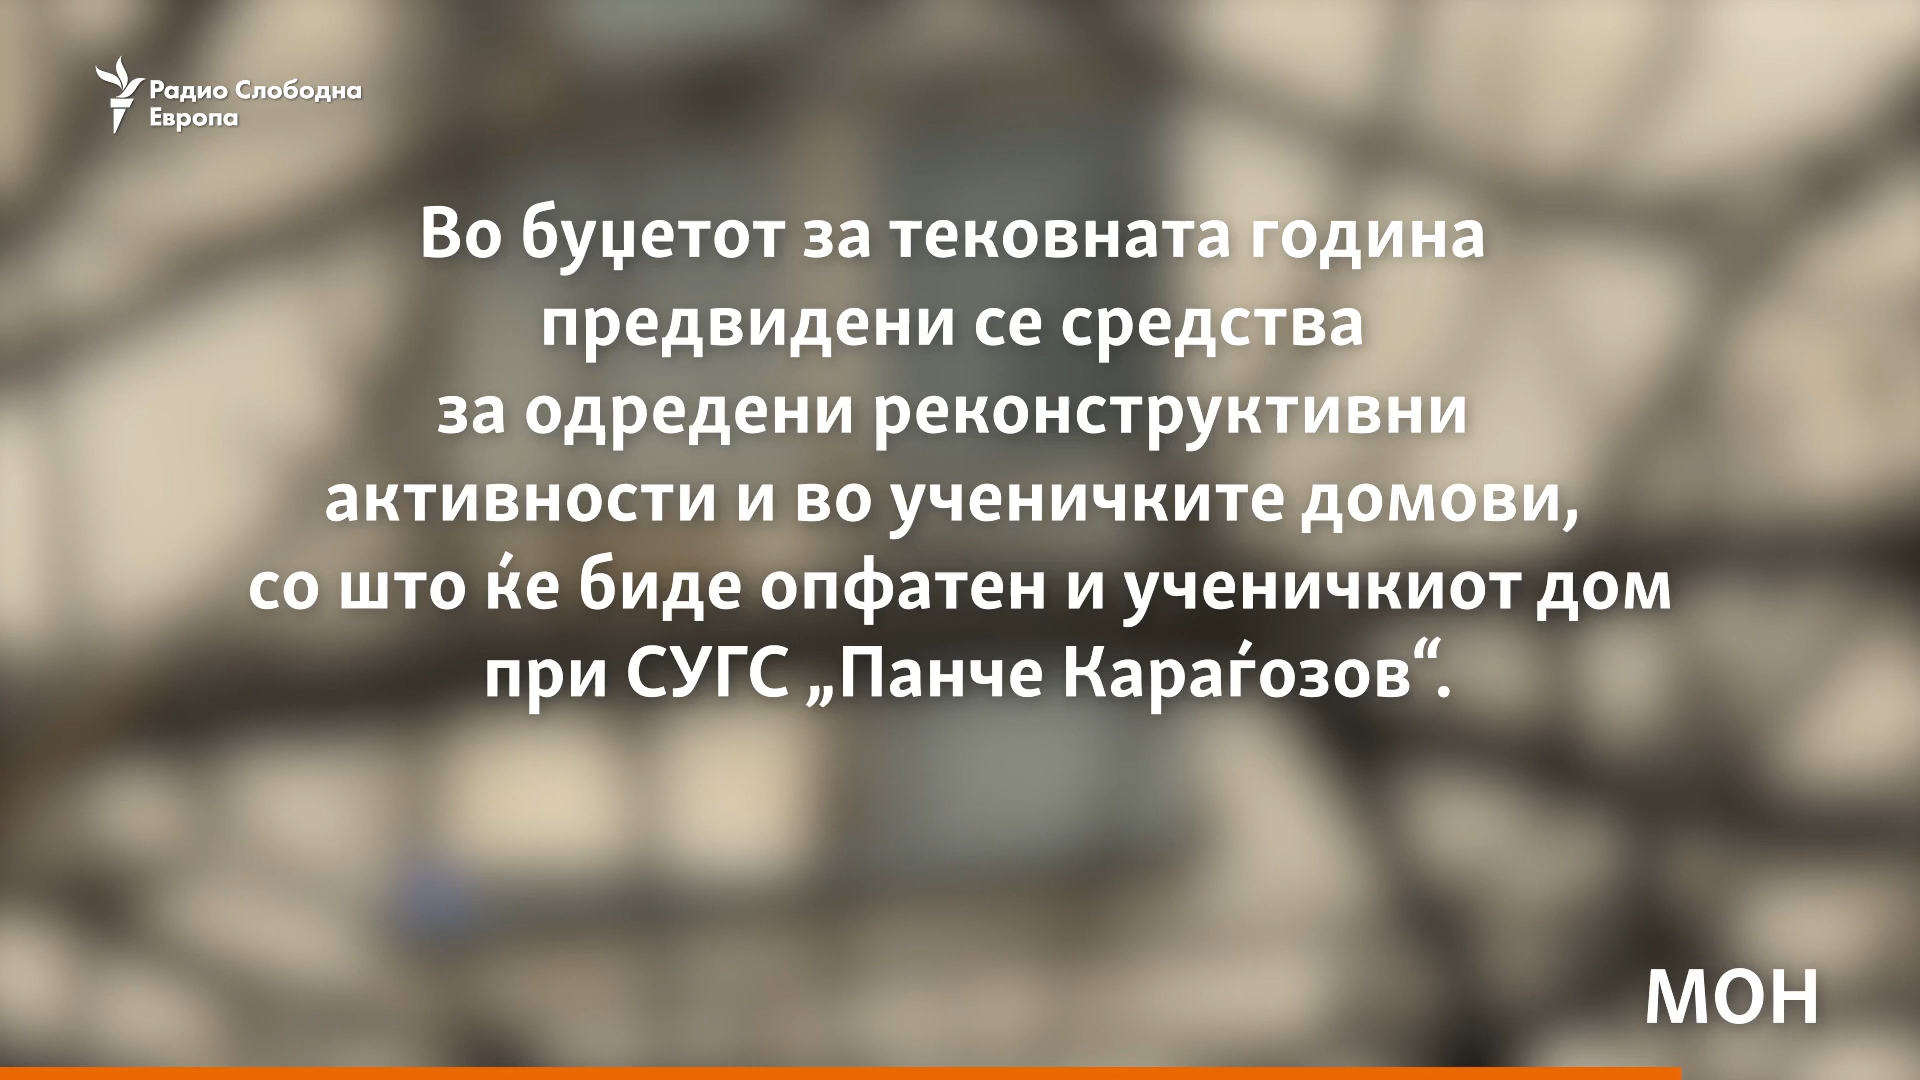 Радио Слободна
Европа
Во буџетот за тековната година
предвидени се средства
за одредени реконструктивни
активности и во ученичките домови,
со што ќе биде опфатен и ученичкиот дом
при СУГС „Панче Караѓозов“.
МОН